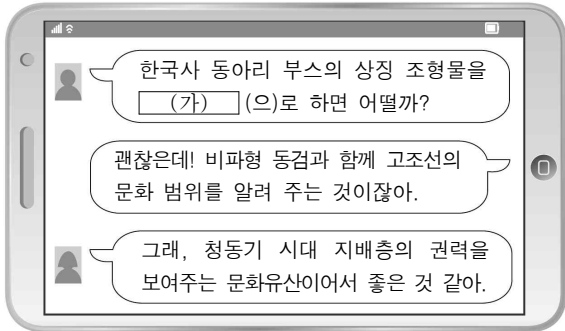 한국사 동아리 부스의 상징 조형물을
(가) (으)로 하면 어떨까?
괜찮은데! 비파형 동검과 함께 고조선의
문화 범위를 알려 주는 것이잖아.
그래, 청동기 시대 지배층의 권력을
보여주는 문화유산이어서 좋은 것 같아.